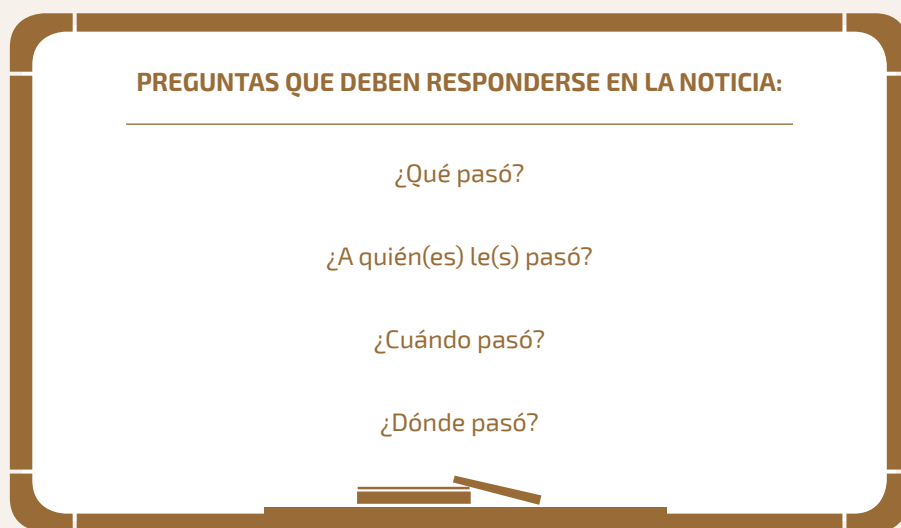 PREGUNTAS QUE DEBEN RESPONDERSE EN LA NOTICIA:
¿Qué pasó?
¿A quién(es) le(s) pasó?
¿Cuándo pasó?
¿Dónde pasó?